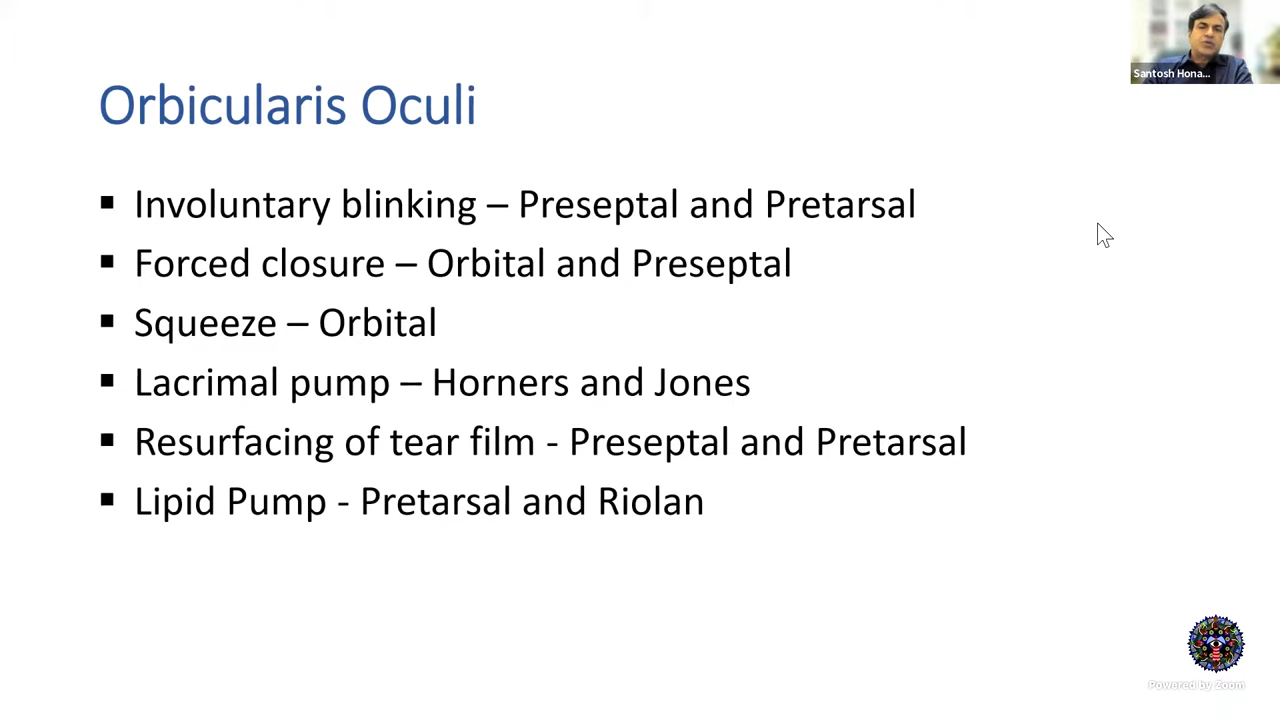 Santosh Hona...
Orbicularis Oculi
▪ Involuntary blinking – Preseptal and Pretarsal
▪ Forced closure – Orbital and Preseptal
▪ Squeeze – Orbital
▪ Lacrimal pump – Horners and Jones
▪ Resurfacing of tear film - Preseptal and Pretarsal
▪ Lipid Pump - Pretarsal and Riolan
Powered by Zoom